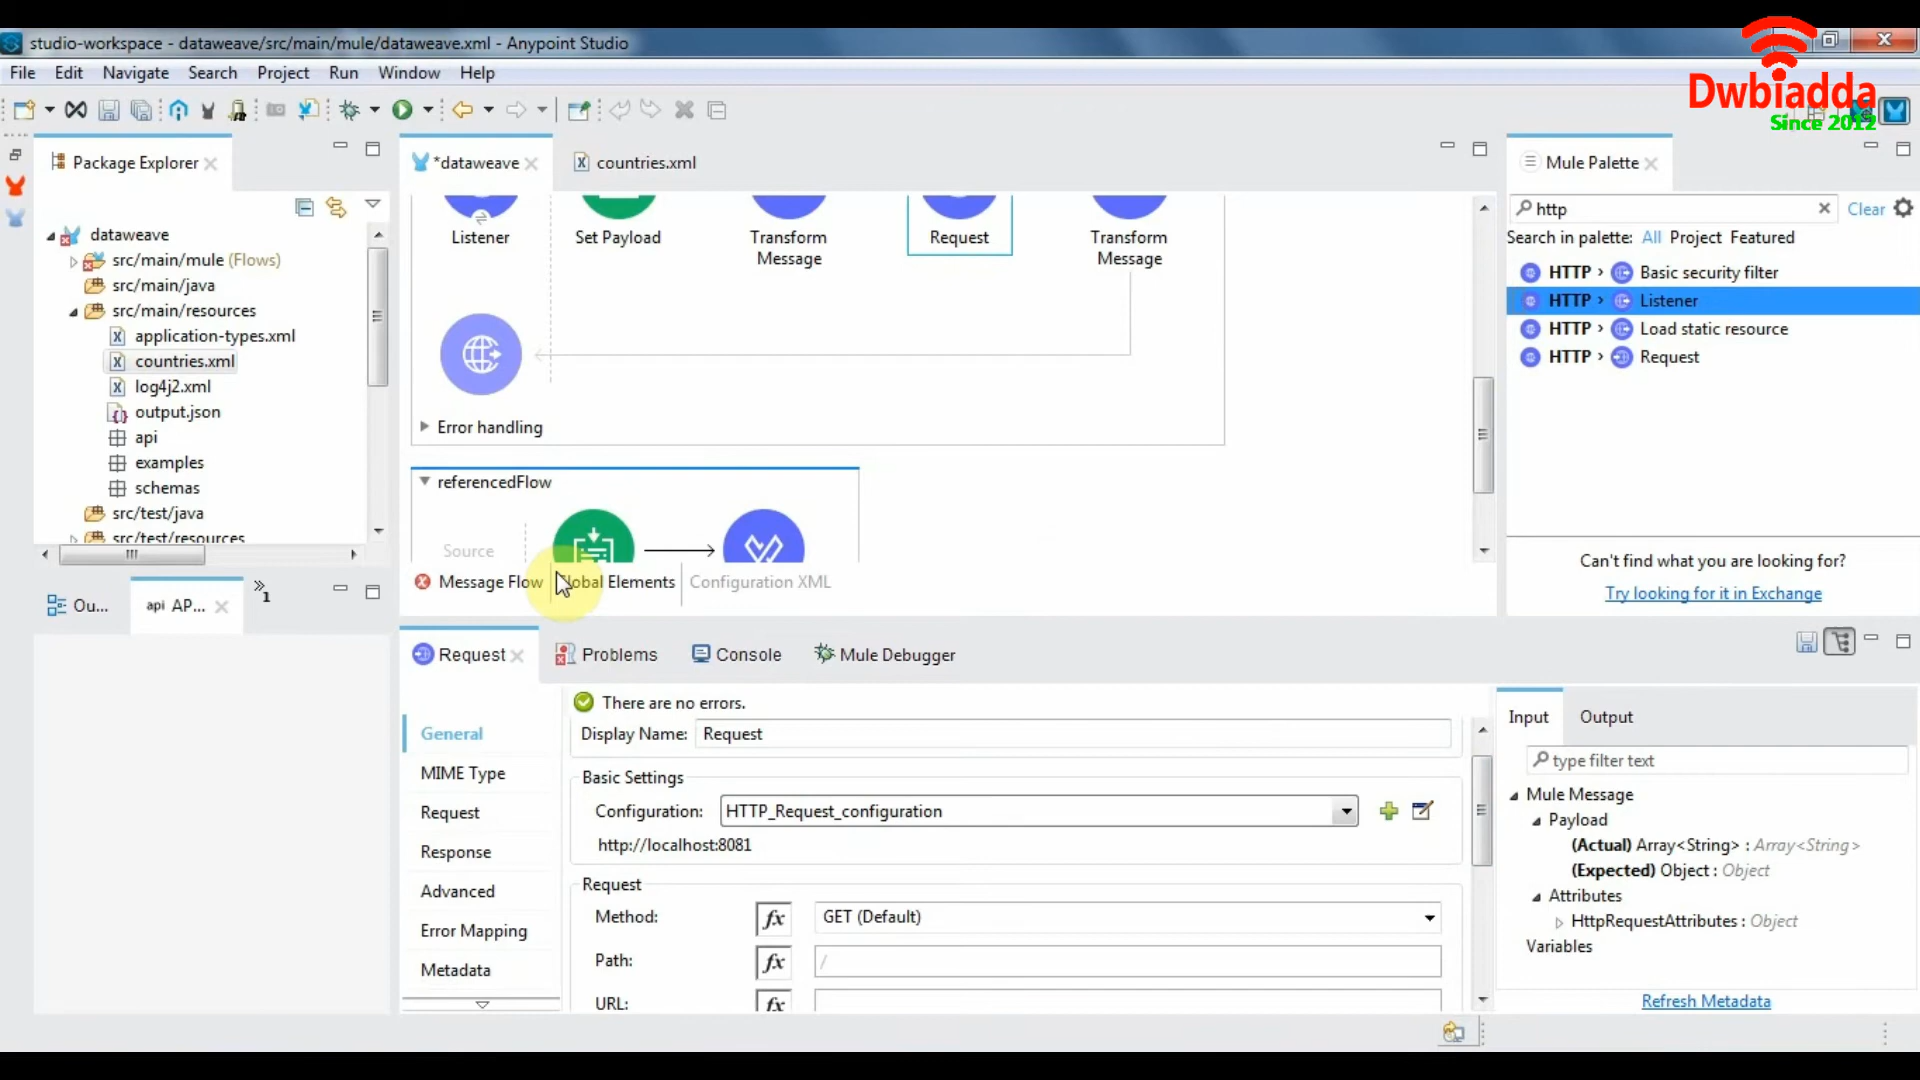 studio-workspace - dataweave/src/main/mule/dataweave.xml - Anypoint Studio
File Edit Navigate Search Project Run Window Help
Dwbiadda
Since 2012
Package Explorer
dataweave
src/main/mule (Flows)
src/main/java
src/main/resources
application-types.xml
countries.xml
log4j2.xml
output.json
api
examples
schemas
src/test/java
src/test/resources
Ou...
api AP...
1
*dataweave
countries.xml
Listener
Set Payload
Transform
Message
Request
Transform
Message
Error handling
referencedFlow
Source
Message Flow
Global Elements
Configuration XML
Mule Palette
http
Clear
Search in palette: All Project Featured
HTTP > Basic security filter
HTTP > Listener
HTTP > Load static resource
HTTP > Request
Can't find what you are looking for?
Try looking for it in Exchange
Request
Problems
Console
Mule Debugger
There are no errors.
General
MIME Type
Request
Response
Advanced
Error Mapping
Metadata
Display Name: Request
Basic Settings
Configuration: HTTP_Request_configuration
http://localhost:8081
Request
Method: fx GET (Default)
Path: fx /
URL: fx
Input Output
type filter text
Mule Message
Payload
(Actual) Array<String> : Array<String>
(Expected) Object : Object
Attributes
HttpRequestAttributes : Object
Variables
Refresh Metadata